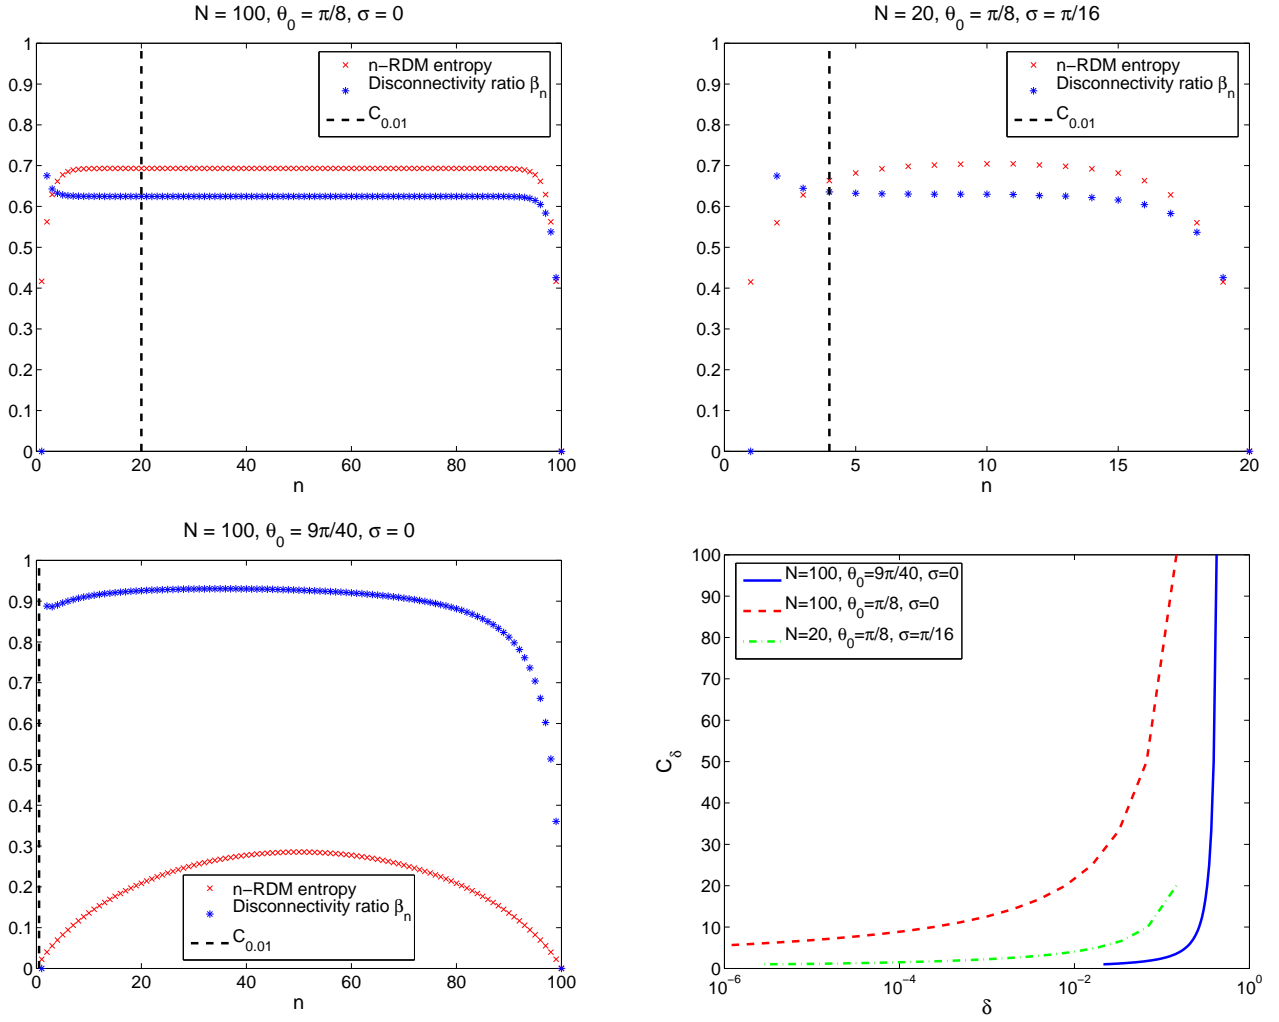 N = 100, θ0 = π/8, σ = 0
1
0.9
0.8
0.7
0.6
0.5
0.4
0.3
0.2
0.1
0
0 20 40 60 80 100
n
n−RDM entropy
Disconnectivity ratio βn
C0.01
N = 20, θ0 = π/8, σ = π/16
1
0.9
0.8
0.7
0.6
0.5
0.4
0.3
0.2
0.1
0
0 5 10 15 20
n
n−RDM entropy
Disconnectivity ratio βn
C0.01
N = 100, θ0 = 9π/40, σ = 0
1
0.9
0.8
0.7
0.6
0.5
0.4
0.3
0.2
0.1
0
0 20 40 60 80 100
n
n−RDM entropy
Disconnectivity ratio βn
C0.01
100
90
80
70
60
50
40
30
20
10
0
Cδ
10−6 10−4 10−2 100
δ
N=100, θ0=9π/40, σ=0
N=100, θ0=π/8, σ=0
N=20, θ0=π/8, σ=π/16